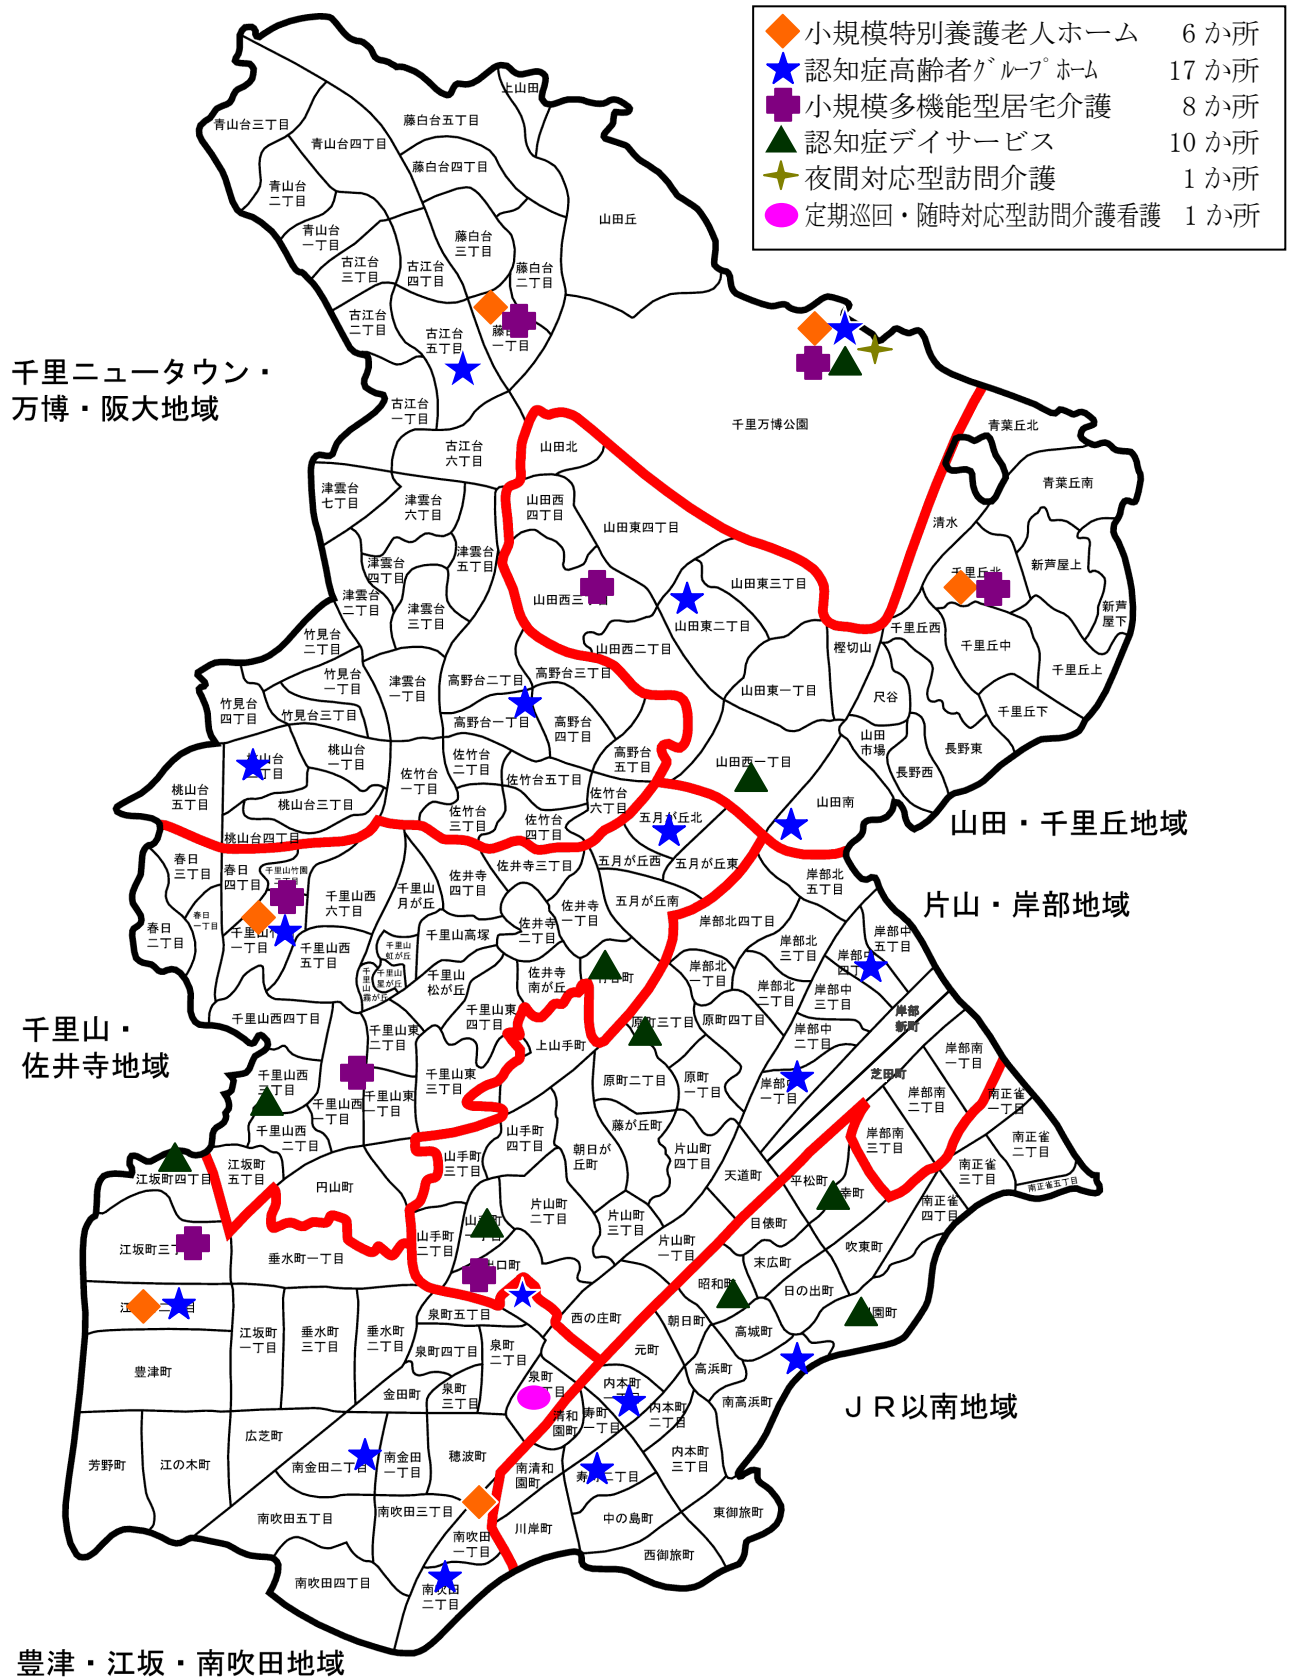 小規模特別養護老人ホーム 6か所
認知症高齢者グループホーム 17か所
小規模多機能型居宅介護 8か所
認知症デイサービス 10か所
夜間対応型訪問介護 1か所
定期巡回・随時対応型訪問介護看護 1か所
千里ニュータウン・
万博・阪大地域
山田・千里丘地域
片山・岸部地域
千里山・
佐井寺地域
ＪＲ以南地域
豊津・江坂・南吹田地域
上山田
青山台三丁目
藤白台五丁目
青山台四丁目
藤白台四丁目
青山台
二丁目
山田丘
青山台
一丁目
藤白台
三丁目
古江台
三丁目
古江台
四丁目
藤白台
二丁目
古江台
二丁目
古江台
五丁目
一丁目
古江台
一丁目
千里万博公園
青葉丘北
古江台
六丁目
山田北
青葉丘南
津雲台
七丁目
津雲台
六丁目
山田西
四丁目
山田東四丁目
清水
津雲台
五丁目
津雲台
四丁目
新芦屋上
千里丘北
山田東三丁目
津雲台
二丁目
津雲台
三丁目
新芦
屋下
山田東二丁目
千里丘西
竹見台
二丁目
山田西二丁目
樫切山
千里丘中
千里丘上
竹見台
一丁目
津雲台
一丁目
高野台二丁目
高野台三丁目
山田東一丁目
尺谷
千里丘下
竹見台
四丁目
竹見台三丁目
高野台一丁目
高野台
四丁目
山田
市場
長野東
桃山台
一丁目
佐竹台
二丁目
高野台
五丁目
山田西一丁目
長野西
佐竹台
一丁目
佐竹台五丁目
桃山台
五丁目
桃山台三丁目
佐竹台
六丁目
山田南
佐竹台
三丁目
佐竹台
四丁目
五月が丘北
桃山台四丁目
春日
三丁目
春日
四丁目
千里山竹園
千里山西
六丁目
千里山
月が丘
佐井寺
四丁目
佐井寺三丁目
五月が丘西
五月が丘東
岸部北
五丁目
春日
一丁目
春日
二丁目
一丁目
千里山西
五丁目
千里山高塚
佐井寺
二丁目
佐井寺
一丁目
五月が丘南
岸部北四丁目
岸部北
三丁目
岸部中
五丁目
千里山
虹が丘
千里山
星が丘
千里山
霧が丘
千里山
松が丘
佐井寺
南が丘
岸部北
一丁目
岸部北
二丁目
岸部中
三丁目
千里山西四丁目
千里山東
二丁目
千里山東
四丁目
上山手町
原町三丁目
原町四丁目
岸部中
二丁目
岸部
新町
岸部南
一丁目
千里山西
千里山東
三丁目
原町二丁目
原町
一丁目
一丁目
芝田町
岸部南
二丁目
南正雀
一丁目
千里山西
一丁目
千里山東
一丁目
千里山西
二丁目
山手町
四丁目
藤が丘町
岸部南
三丁目
南正雀
二丁目
江坂町四丁目
江坂町
五丁目
円山町
山手町
三丁目
朝日が
丘町
片山町
四丁目
天道町
平松町
南正雀
三丁目
南正雀五丁目
片山町
二丁目
片山町
三丁目
目俵町
南正雀
四丁目
垂水町一丁目
山手町
二丁目
片山町
一丁目
吹東町
末広町
昭和町
日の出町
江坂町
一丁目
垂水町
三丁目
垂水町
二丁目
泉町五丁目
西の庄町
朝日町
高城町
豊津町
泉町四丁目
泉町
二丁目
元町
高浜町
金田町
泉町
三丁目
泉町
内本町
内本町
二丁目
南高浜町
清和
園町
寿町
一丁目
広芝町
芳野町
江の木町
南金田二丁目
南金田
一丁目
穂波町
南清和
園町
内本町
三丁目
南吹田五丁目
南吹田三丁目
中の島町
東御旅町
南吹田
一丁目
川岸町
西御旅町
南吹田四丁目
南吹田
二丁目